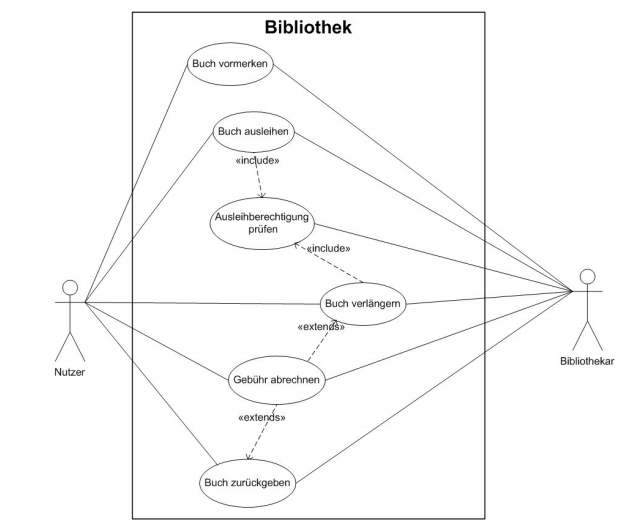 Bibliothek
Buch vormerken
Buch ausleihen
«include»
Ausleihberechtigung
prüfen
«include»
Buch verlängern
«extends»
Nutzer
Bibliothekar
Gebühr abrechnen
«extends»
Buch zurückgeben